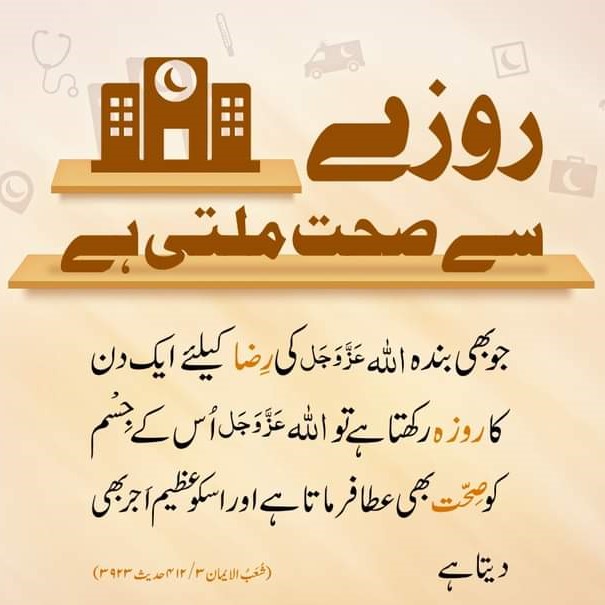 روزے
سے صحت ملتی ہے
جو بھی بندہ اللہ عَزَّوَجَل کی رِضا کیلئے ایک دن
کا روزہ رکھتا ہے تو اللہ عَزَّوَجَل اُس کے جِسْم
کو صِحّت بھی عطا فرماتا ہے اور اسکو عظیم اَجر بھی
دیتا ہے
(شُعَبُ الایمان ۳/ ۴۱۲ حدیث ۳۹۲۳)